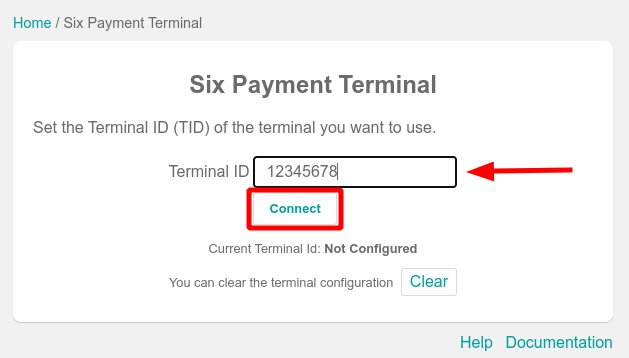 Home / Six Payment Terminal
Six Payment Terminal
Set the Terminal ID (TID) of the terminal you want to use.
Terminal ID 12345678
Connect
Current Terminal Id: Not Configured
You can clear the terminal configuration Clear
Help Documentation